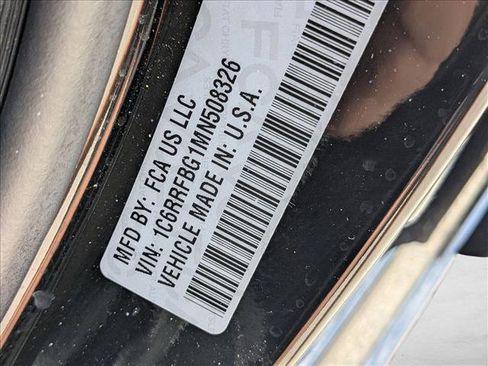 MFD BY: FCA US LLC
VIN: 1C6RRFBG1MN508326
VEHICLE MADE IN: U.S.A.